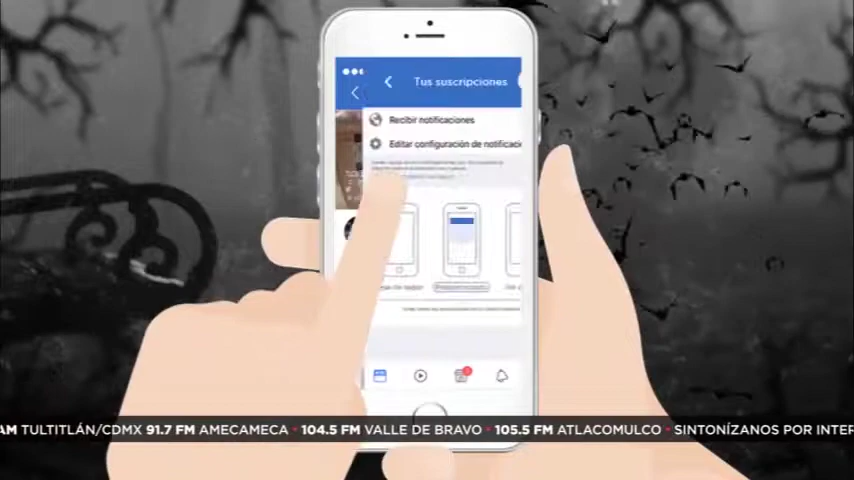 Tus suscripciones
Recibir notificaciones
Editar configuración de notificacio
AM TULTITLÁN/CDMX 91.7 FM AMECAMECA • 104.5 FM VALLE DE BRAVO • 105.5 FM ATLACOMULCO • SINTONÍZANOS POR INTER